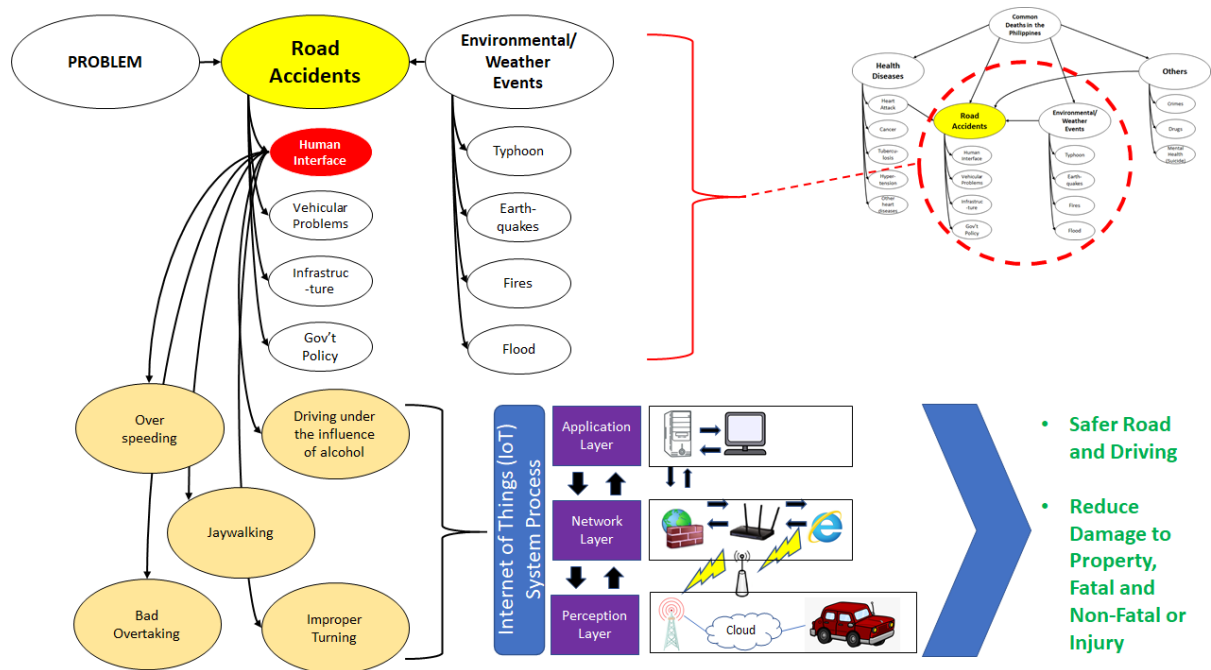 PROBLEM
Road
Accidents
Environmental/
Weather
Events
Human
Interface
Vehicular
Problems
Infrastruc
-ture
Gov't
Policy
Typhoon
Earth-
quakes
Fires
Flood
Common
Deaths in the
Philippines
Health
Diseases
Heart
Attack
Cancer
Tubercu-
losis
Hyper-
tension
Other
heart
diseases
Road
Accidents
Human
Interface
Vehicular
Problems
Infrastruc
-ture
Gov't
Policy
Environmental/
Weather
Events
Typhoon
Earth-
quakes
Fires
Flood
Others
Crimes
Drugs
Mental
Health
(Suicide)
Over
speeding
Driving under
the influence
of alcohol
Jaywalking
Bad
Overtaking
Improper
Turning
Internet of Things (IoT)
System Process
Application
Layer
Network
Layer
Perception
Layer
Cloud
• Safer Road
and Driving
• Reduce
Damage to
Property,
Fatal and
Non-Fatal or
Injury